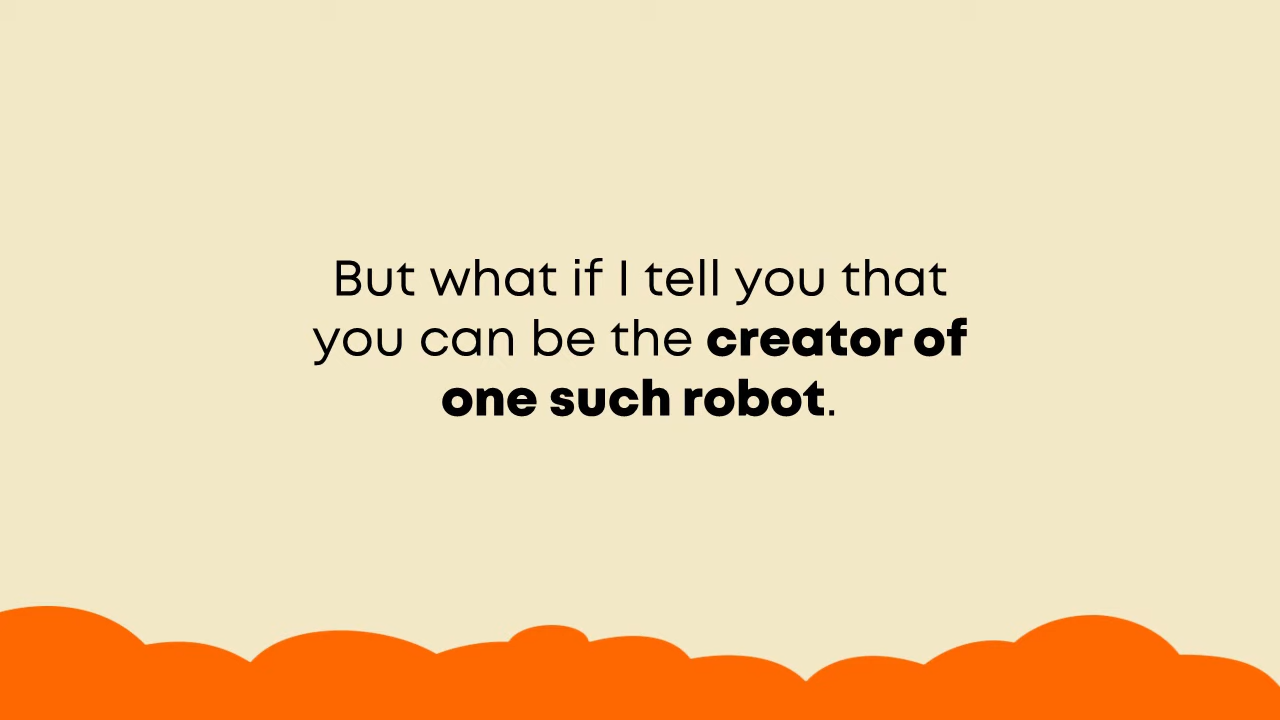 But what if I tell you that
you can be the creator of
one such robot.